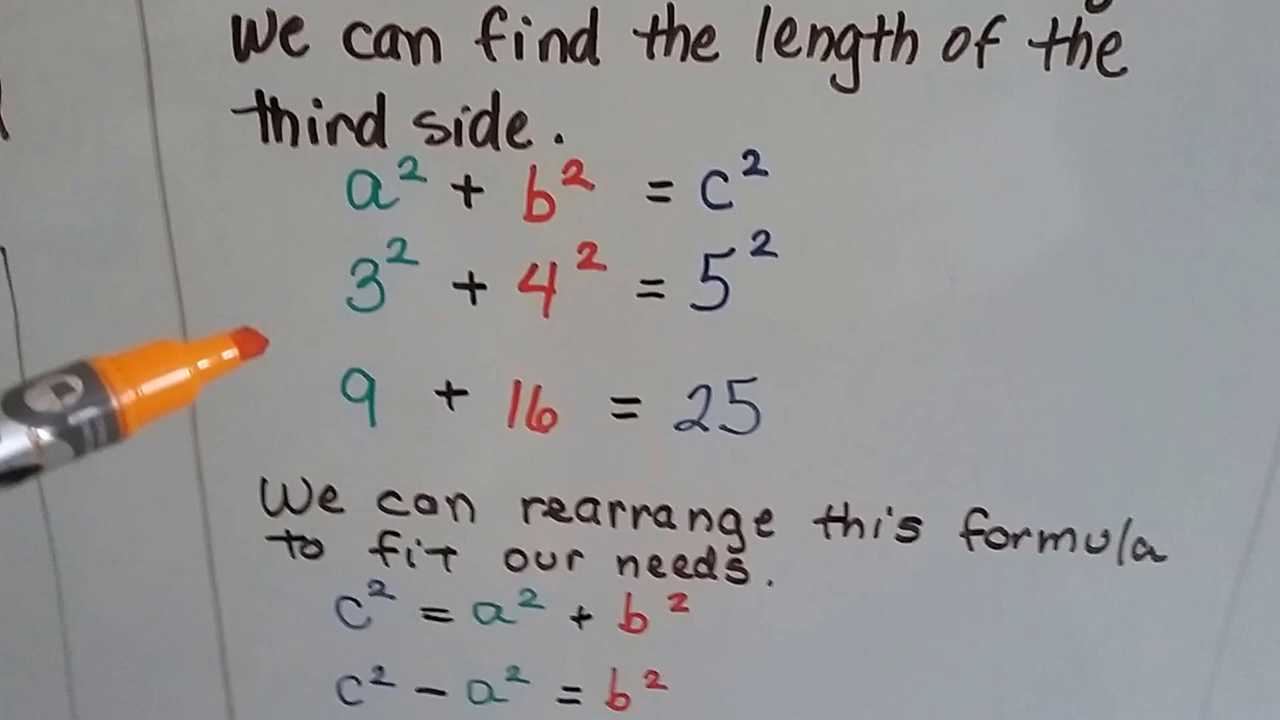 We can find the length of the
third side.
a² + b² = c²
3² + 4² = 5²
9 + 16 = 25
We can rearrange this formula
to fit our needs.
c² = a² + b²
c² - a² = b²